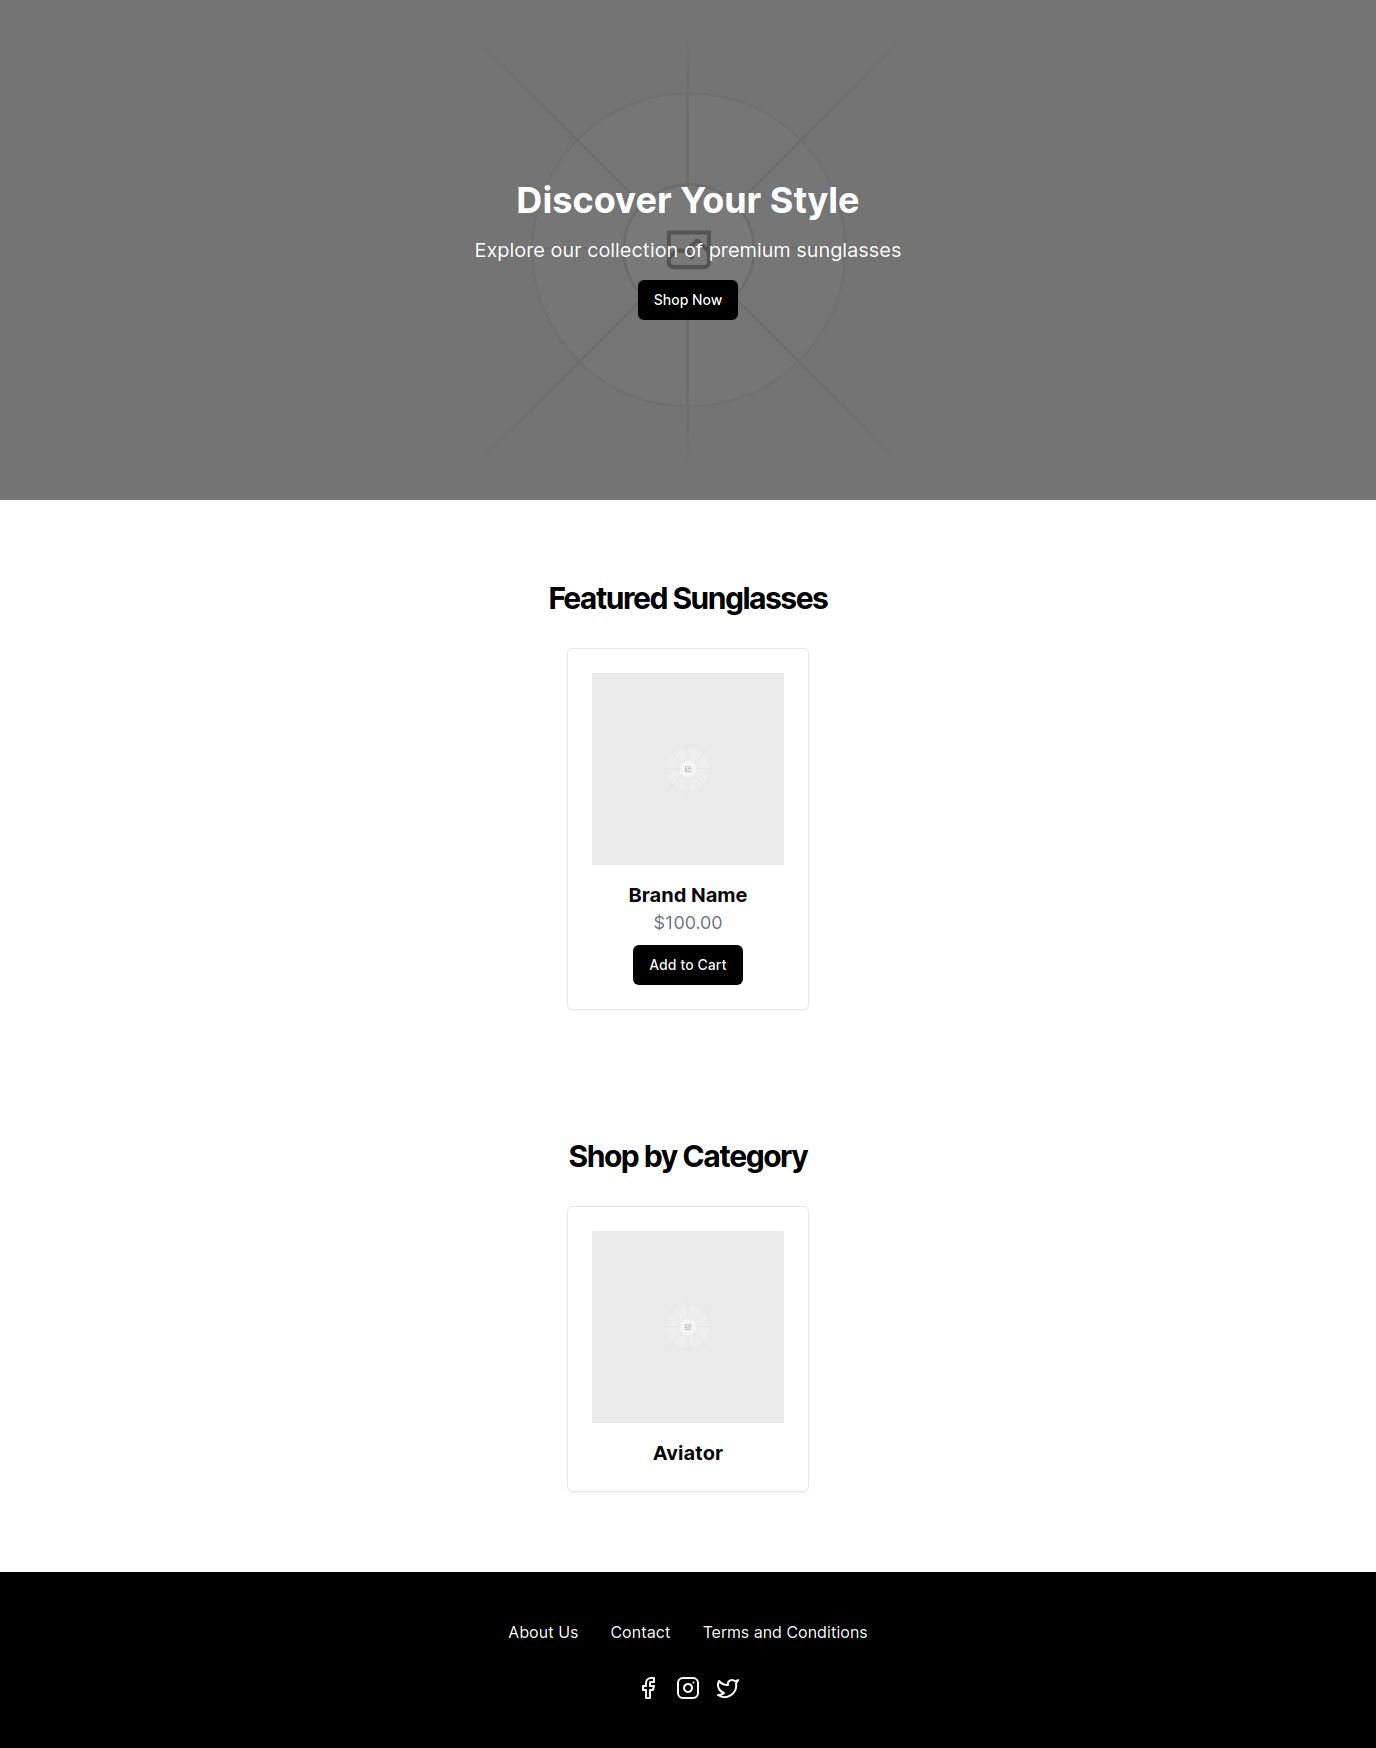 Discover Your Style
Explore our collection of premium sunglasses
Shop Now
Featured Sunglasses
Brand Name
$100.00
Add to Cart
Shop by Category
Aviator
About Us Contact Terms and Conditions